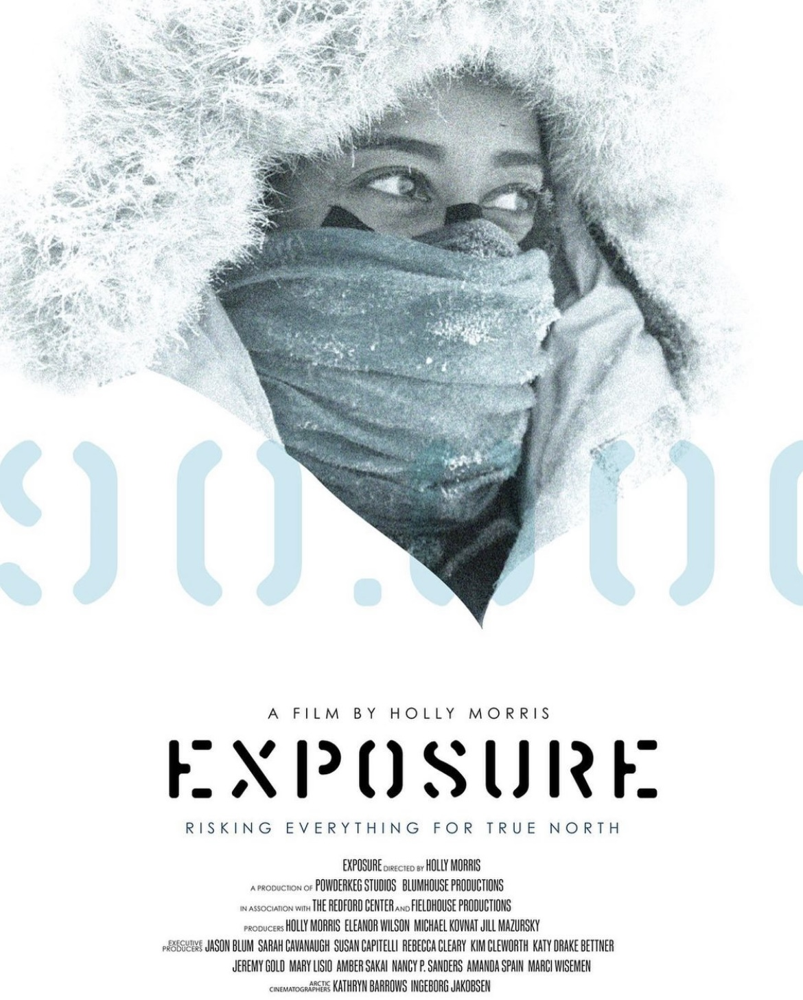 90.00
A FILM BY HOLLY MORRIS
EXPOSURE
RISKING EVERYTHING FOR TRUE NORTH
EXPOSURE DIRECTED BY HOLLY MORRIS
A PRODUCTION OF POWDERKEG STUDIOS BLUMHOUSE PRODUCTIONS
IN ASSOCIATION WITH THE REDFORD CENTER AND FIELDHOUSE PRODUCTIONS
PRODUCERS HOLLY MORRIS ELEANOR WILSON MICHAEL KOVNAT JILL MAZURSKY
EXECUTIVE PRODUCERS JASON BLUM SARAH CAVANAUGH SUSAN CAPITELLI REBECCA CLEARY KIM CLEWORTH KATY DRAKE BETTNER
JEREMY GOLD MARY LISIO AMBER SAKAI NANCY P. SANDERS AMANDA SPAIN MARCI WISEMEN
ARCTIC CINEMATOGRAPHERS KATHRYN BARROWS INGEBORG JAKOBSEN